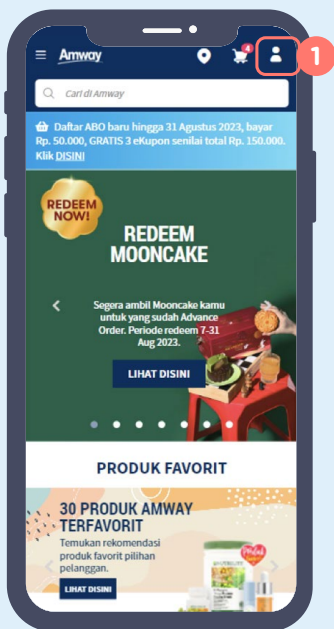 Amway
4
1
Cari di Amway
Daftar ABO baru hingga 31 Agustus 2023, bayar
Rp. 50.000, GRATIS 3 eKupon senilai total Rp. 150.000.
Klik DISINI
REDEEM
NOW!
REDEEM
MOONCAKE
Segera ambil Mooncake kamu
untuk yang sudah Advance
Order. Periode redeem 7-31
Aug 2023.
LIHAT DISINI
PRODUK FAVORIT
30 PRODUK AMWAY
TERFAVORIT
Temukan rekomendasi
produk favorit pilihan
pelanggan.
LIHAT DISINI